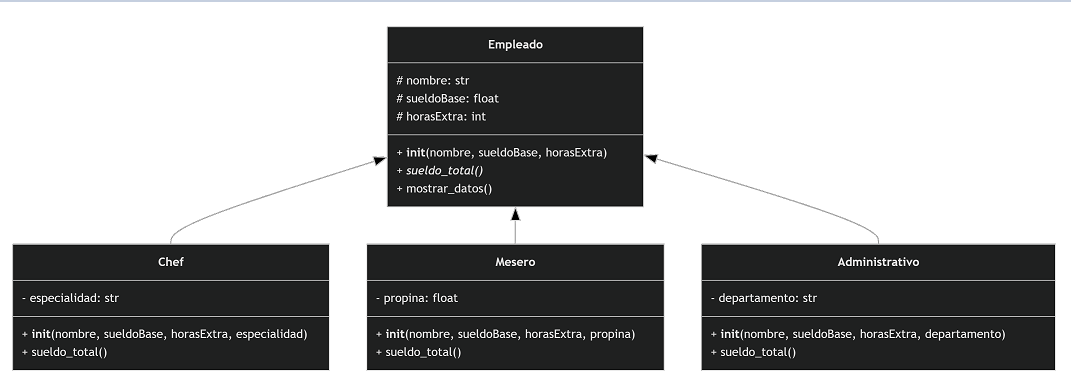 Empleado
# nombre: str
# sueldoBase: float
# horasExtra: int
+ init(nombre, sueldoBase, horasExtra)
+ sueldo_total()
+ mostrar_datos()
Chef
- especialidad: str
+ init(nombre, sueldoBase, horasExtra, especialidad)
+ sueldo_total()
Mesero
- propina: float
+ init(nombre, sueldoBase, horasExtra, propina)
+ sueldo_total()
Administrativo
- departamento: str
+ init(nombre, sueldoBase, horasExtra, departamento)
+ sueldo_total()